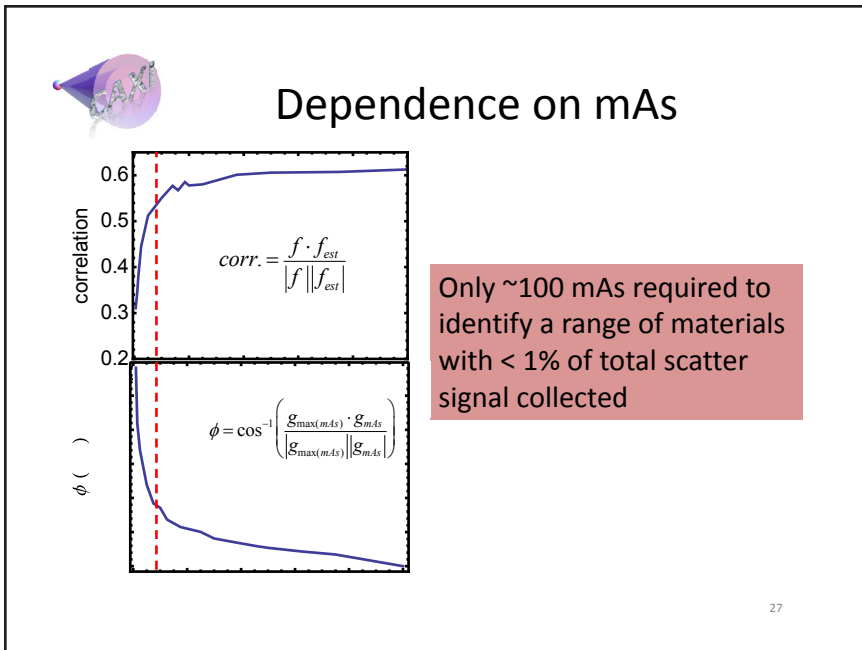 CAXI
Dependence on mAs
0.6
0.5
0.4
0.3
0.2
correlation
corr. = f · f_est / |f||f_est|
Only ~100 mAs required to
identify a range of materials
with < 1% of total scatter
signal collected
ϕ = cos⁻¹( g_max(mAs) · g_mAs / |g_max(mAs)||g_mAs| )
ϕ ( )
27